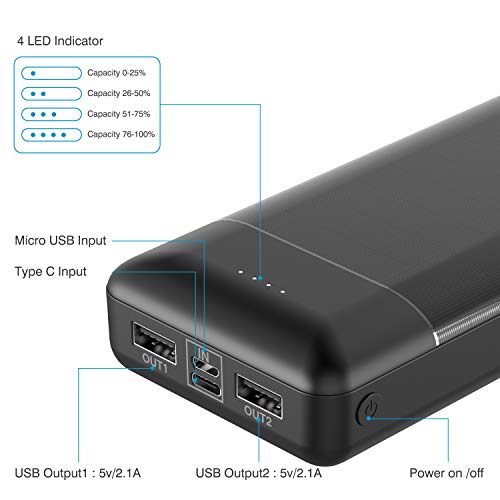 4 LED Indicator
Capacity 0-25%
Capacity 26-50%
Capacity 51-75%
Capacity 76-100%
Micro USB Input
Type C Input
OUT1
IN
OUT2
USB Output1 : 5v/2.1A
USB Output2 : 5v/2.1A
Power on /off